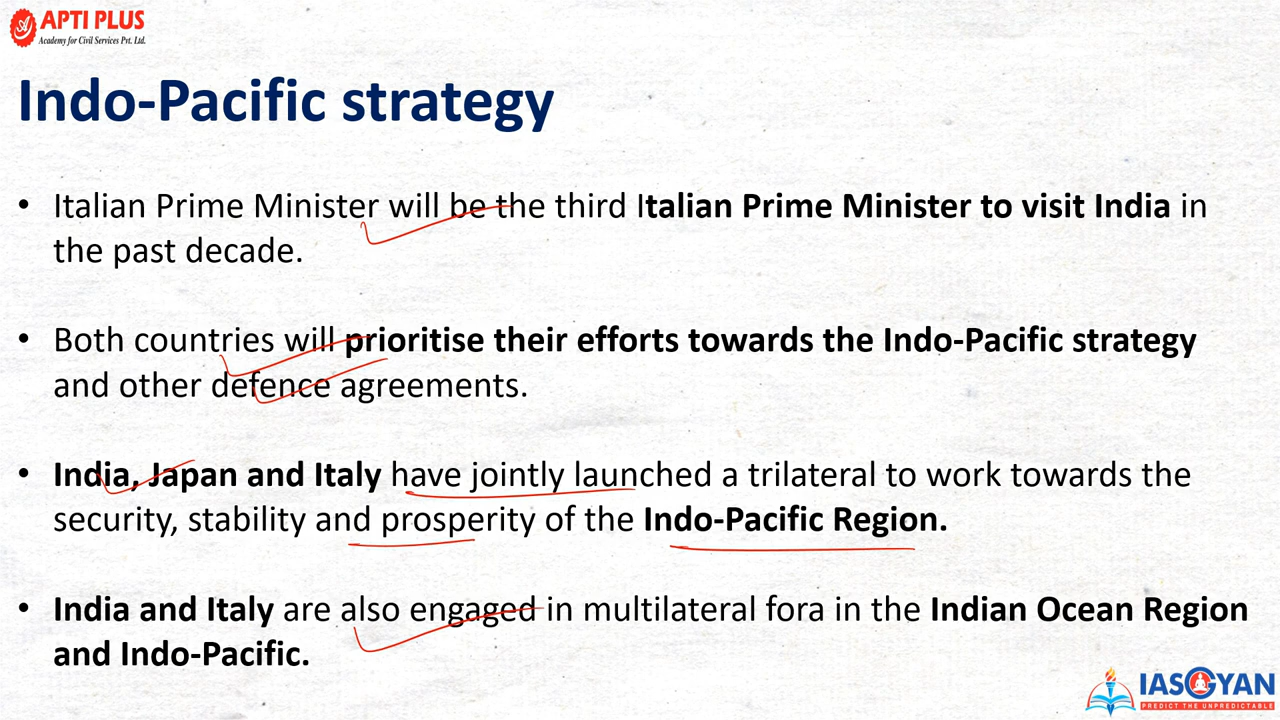 APTI PLUS
Academy for Civil Services Pvt. Ltd.
Indo-Pacific strategy
• Italian Prime Minister will be the third Italian Prime Minister to visit India in
the past decade.
• Both countries will prioritise their efforts towards the Indo-Pacific strategy
and other defence agreements.
• India, Japan and Italy have jointly launched a trilateral to work towards the
security, stability and prosperity of the Indo-Pacific Region.
• India and Italy are also engaged in multilateral fora in the Indian Ocean Region
and Indo-Pacific.
IASGYAN
PREDICT THE UNPREDICTABLE